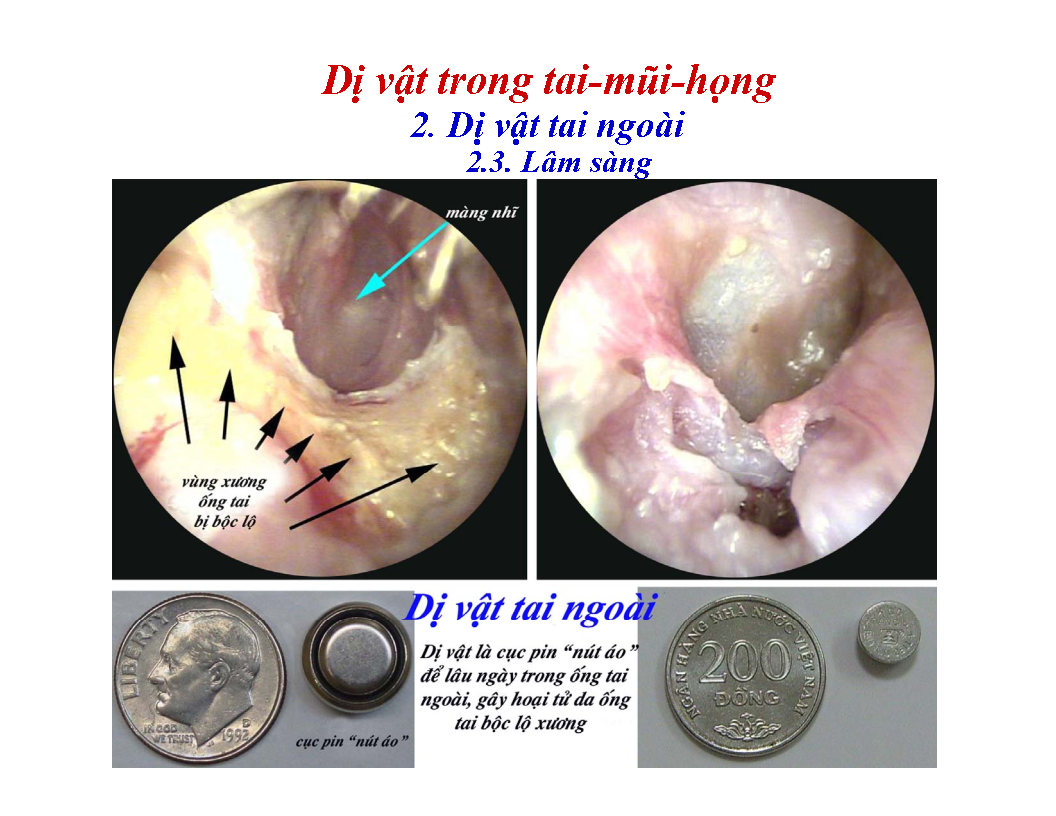 Dị vật trong tai-mũi-họng
2. Dị vật tai ngoài
2.3. Lâm sàng
màng nhĩ
vùng xương
ống tai
bị bộc lộ
Dị vật tai ngoài
Dị vật là cục pin “nút áo”
để lâu ngày trong ống tai
ngoài, gây hoại tử da ống
tai bộc lộ xương
LIBERTY
IN GOD
WE TRUST
D
1992
cục pin “nút áo”
NGÂN HÀNG NHÀ NƯỚC VIỆT NAM
200
ĐỒNG